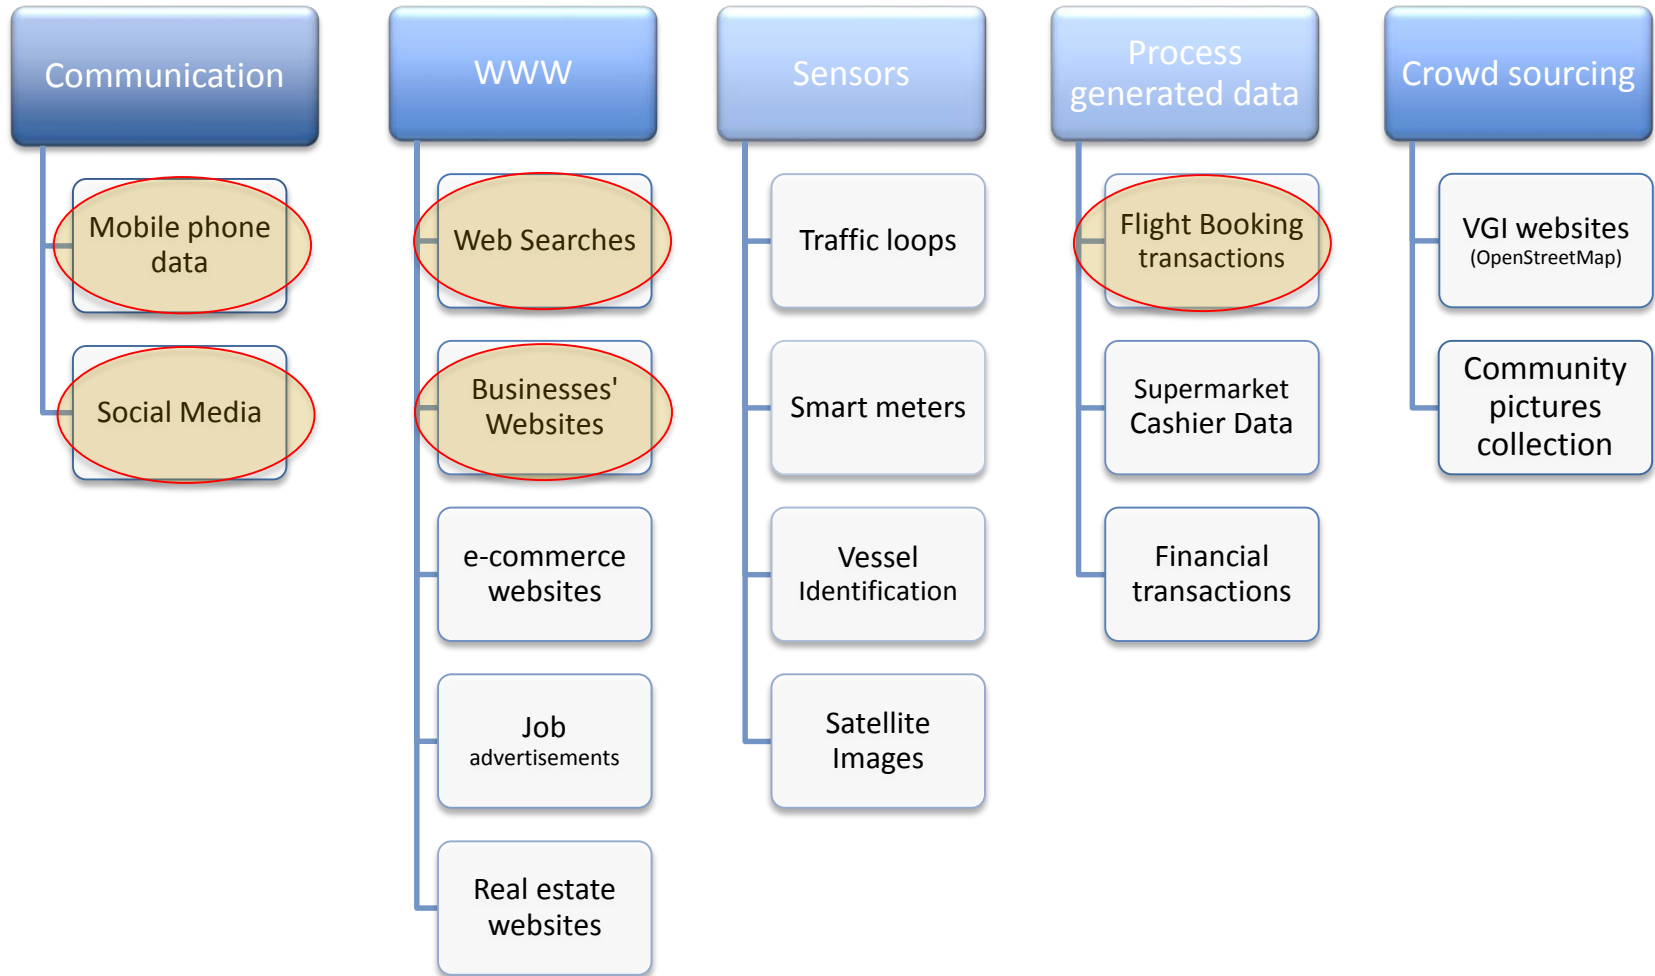 Communication
Mobile phone
data
Social Media
WWW
Web Searches
Businesses'
Websites
e-commerce
websites
Job
advertisements
Real estate
websites
Sensors
Traffic loops
Smart meters
Vessel
Identification
Satellite
Images
Process
generated data
Flight Booking
transactions
Supermarket
Cashier Data
Financial
transactions
Crowd sourcing
VGI websites
(OpenStreetMap)
Community
pictures
collection